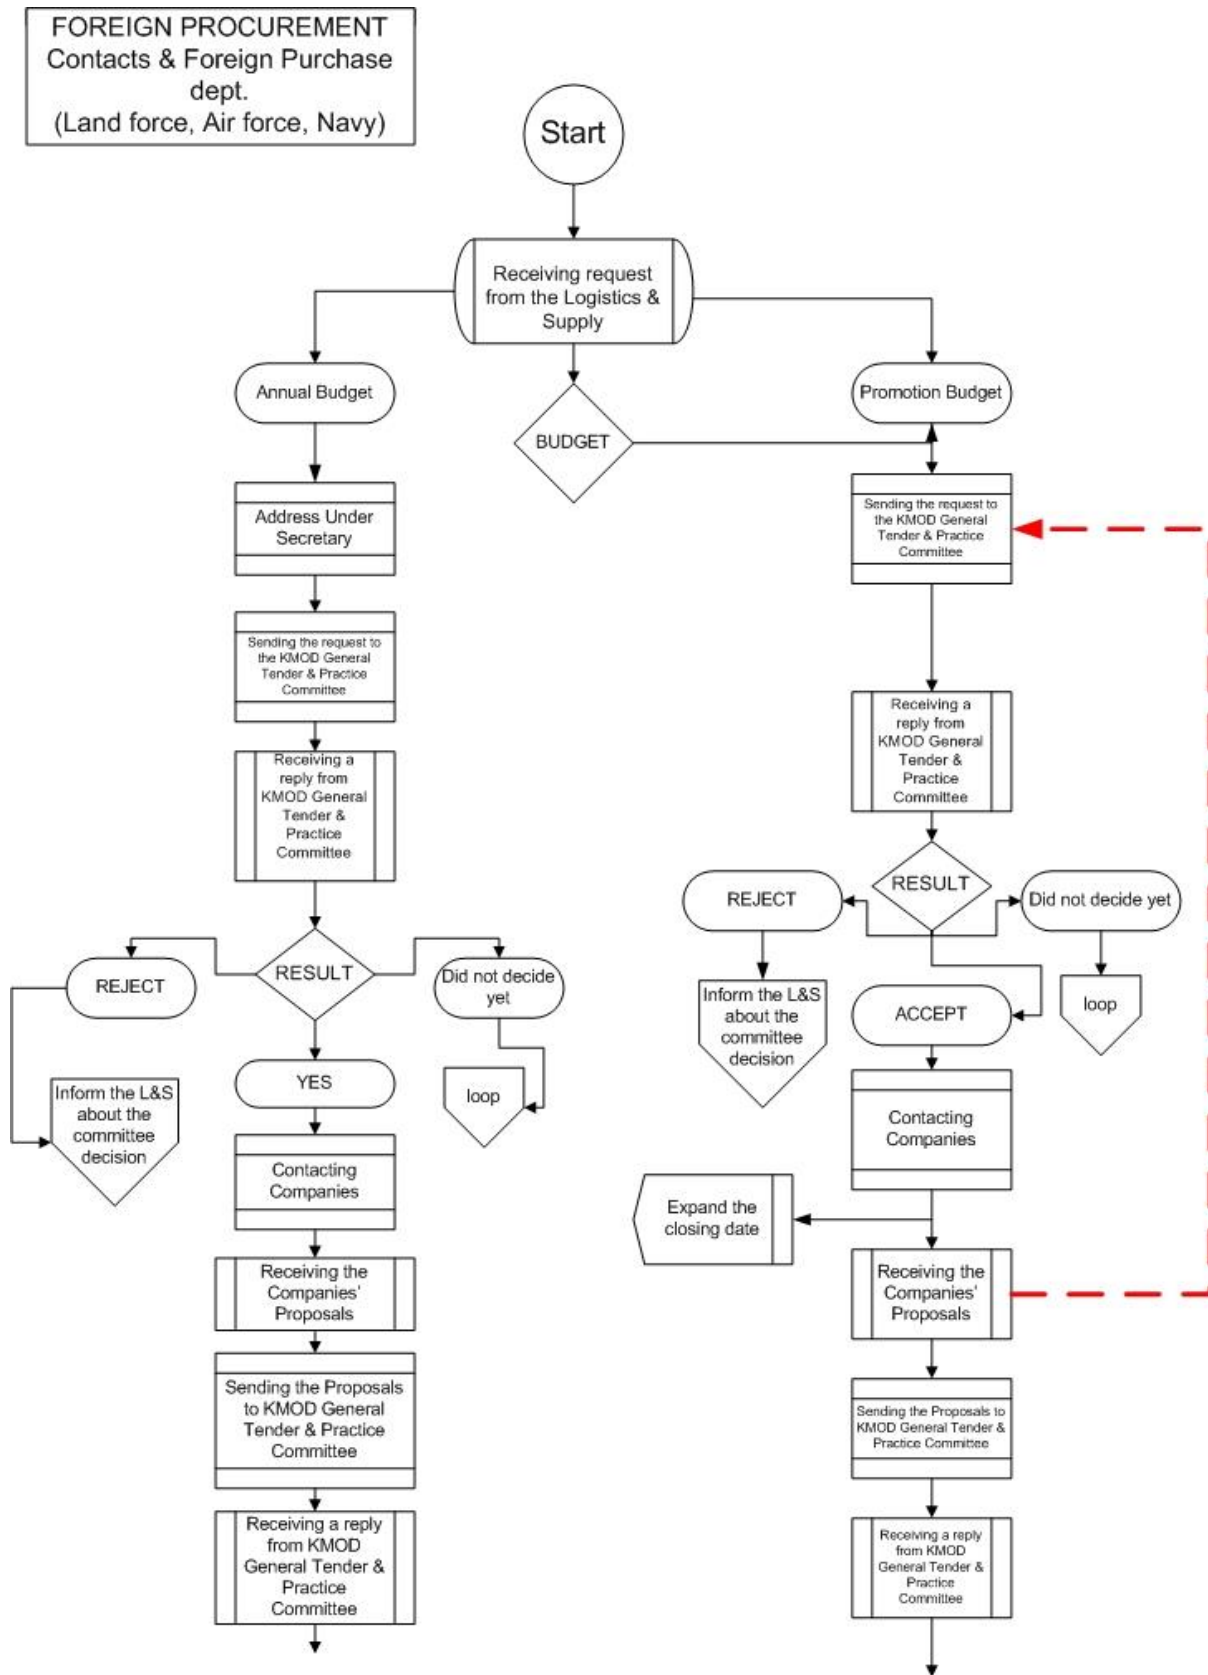 FOREIGN PROCUREMENT
Contacts & Foreign Purchase
dept.
(Land force, Air force, Navy)
Start
Receiving request
from the Logistics &
Supply
Annual Budget
BUDGET
Promotion Budget
Address Under
Secretary
Sending the request to
the KMOD General
Tender & Practice
Committee
Sending the request to
the KMOD General
Tender & Practice
Committee
Receiving a
reply from
KMOD General
Tender &
Practice
Committee
Receiving a
reply from
KMOD General
Tender &
Practice
Committee
RESULT
REJECT
Did not decide
yet
YES
Inform the L&S
about the
committee
decision
loop
Contacting
Companies
Receiving the
Companies'
Proposals
Sending the Proposals
to KMOD General
Tender & Practice
Committee
Receiving a reply
from KMOD
General Tender &
Practice
Committee
RESULT
REJECT
Did not decide yet
Inform the L&S
about the
committee
decision
ACCEPT
loop
Contacting
Companies
Expand the
closing date
Receiving the
Companies'
Proposals
Sending the Proposals to
KMOD General Tender &
Practice Committee
Receiving a reply
from KMOD
General Tender &
Practice
Committee